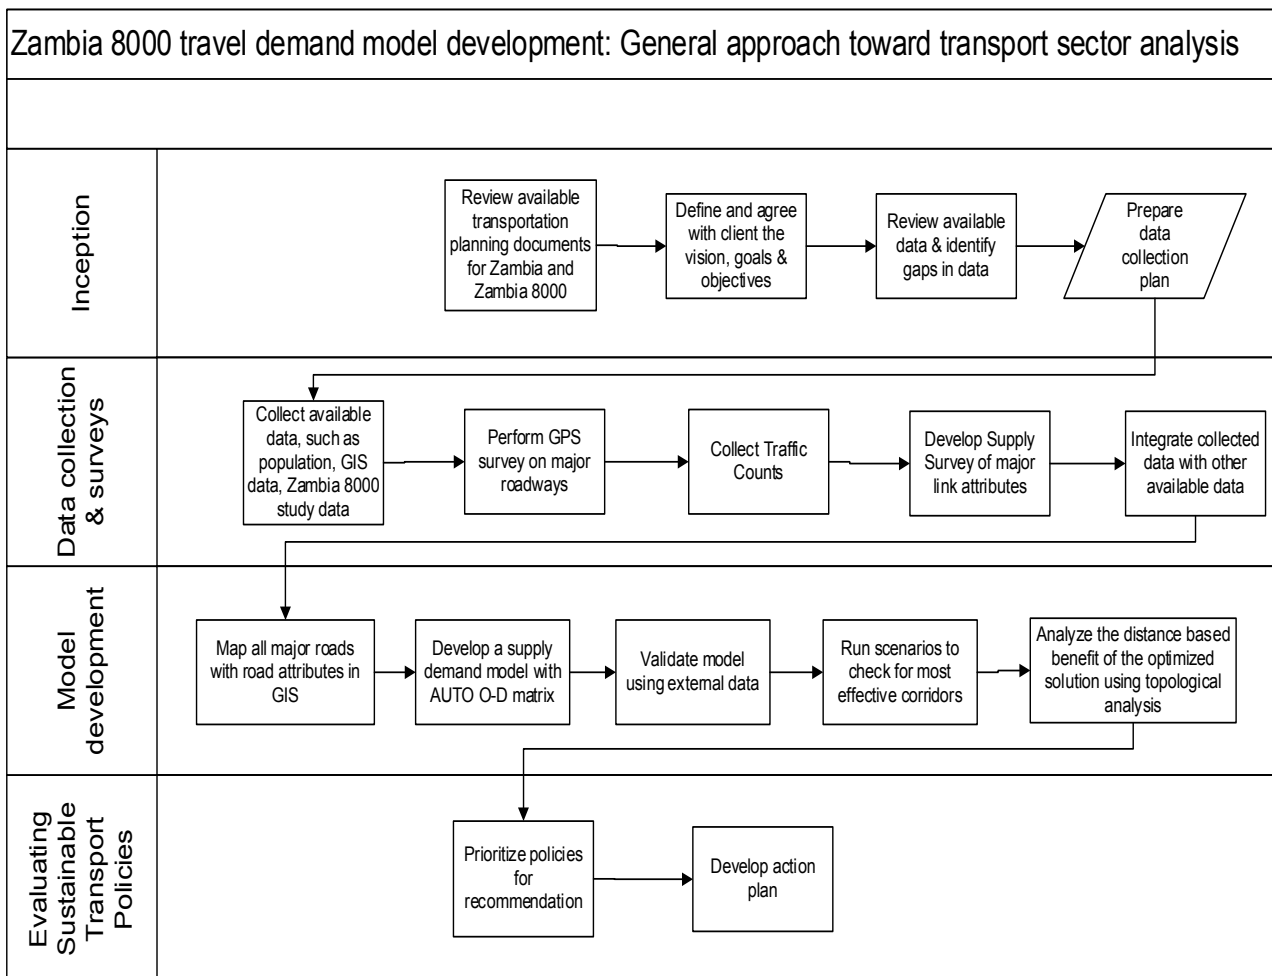 Zambia 8000 travel demand model development: General approach toward transport sector analysis
Inception
Review available
transportation
planning documents
for Zambia and
Zambia 8000
Define and agree
with client the
vision, goals &
objectives
Review available
data & identify
gaps in data
Prepare
data
collection
plan
Data collection
& surveys
Collect available
data, such as
population, GIS
data, Zambia 8000
study data
Perform GPS
survey on major
roadways
Collect Traffic
Counts
Develop Supply
Survey of major
link attributes
Integrate collected
data with other
available data
Model
development
Map all major roads
with road attributes in
GIS
Develop a supply
demand model with
AUTO O-D matrix
Validate model
using external data
Run scenarios to
check for most
effective corridors
Analyze the distance based
benefit of the optimized
solution using topological
analysis
Evaluating
Sustainable
Transport
Policies
Prioritize policies
for
recommendation
Develop action
plan